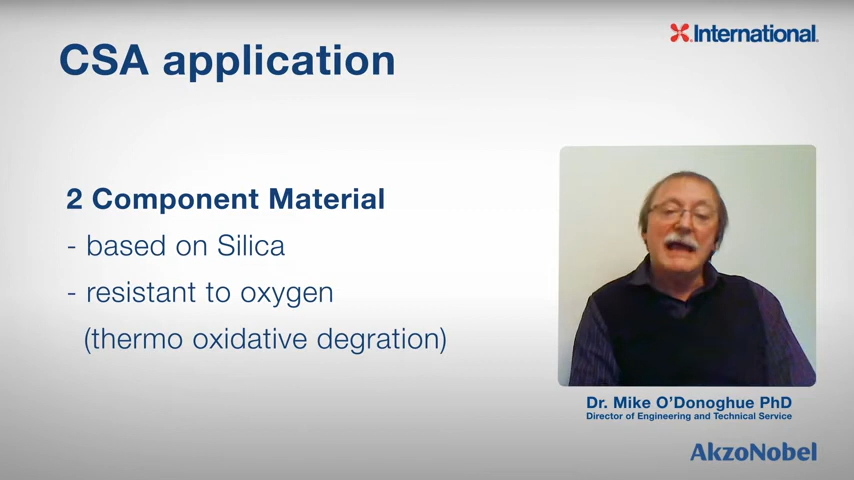 CSA application
International.
2 Component Material
- based on Silica
- resistant to oxygen
(thermo oxidative degration)
Dr. Mike O'Donoghue PhD
Director of Engineering and Technical Service
AkzoNobel